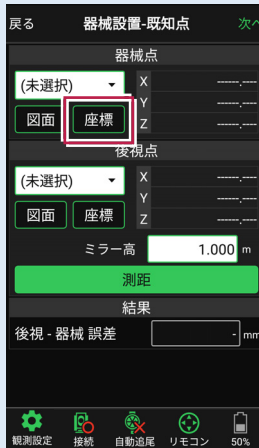 戻る 器械設置-既知点 次へ
器械点
(未選択) X ------.----
Y ------.----
図面 座標 Z ------.----
後視点
(未選択) X ------.----
Y ------.----
図面 座標 Z ------.----
ミラー高 1.000 m
測距
結果
後視 - 器械 誤差 - mm
観測設定 接続 自動追尾 リモコン 50%